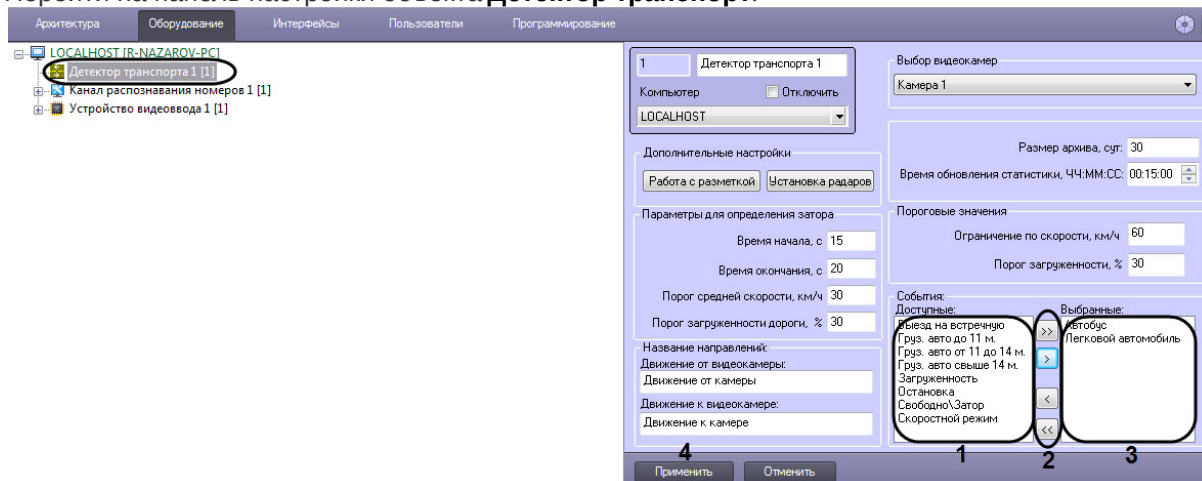 Перейти на панель настройки объекта Детектор транспорта
Архитектура Оборудование Интерфейсы Пользователи Программирование
LOCALHOST [R-NAZAROV-PC]
Детектор транспорта 1 [1]
Канал распознавания номеров 1 [1]
Устройство видеоввода 1 [1]
1 Детектор транспорта 1
Компьютер Отключить
LOCALHOST
Дополнительные настройки
Работа с разметкой Установка радаров
Параметры для определения затора
Время начала, с 15
Время окончания, с 20
Порог средней скорости, км/ч 30
Порог загруженности дороги, % 30
Название направлений:
Движение от видеокамеры:
Движение от камеры
Движение к видеокамере:
Движение к камере
Выбор видеокамер
Камера 1
Размер архива, сут: 30
Время обновления статистики, ЧЧ:ММ:СС: 00:15:00
Пороговые значения
Ограничение по скорости, км/ч 60
Порог загруженности, % 30
События:
Доступные: Выбранные:
Выезд на встречную
Груз. авто до 11 м.
Груз. авто от 11 до 14 м.
Груз. авто свыше 14 м.
Загруженность
Остановка
Свободно\Затор
Скоростной режим
>>
>
<
<<
Автобус
Легковой автомобиль
1 2 3
4
Применить Отменить